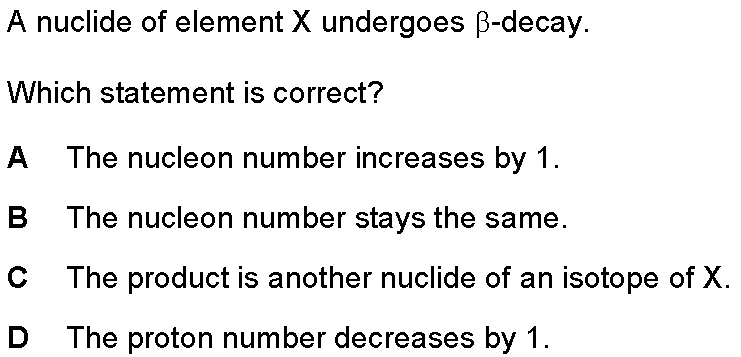 A nuclide of element X undergoes β-decay.
Which statement is correct?
A The nucleon number increases by 1.
B The nucleon number stays the same.
C The product is another nuclide of an isotope of X.
D The proton number decreases by 1.